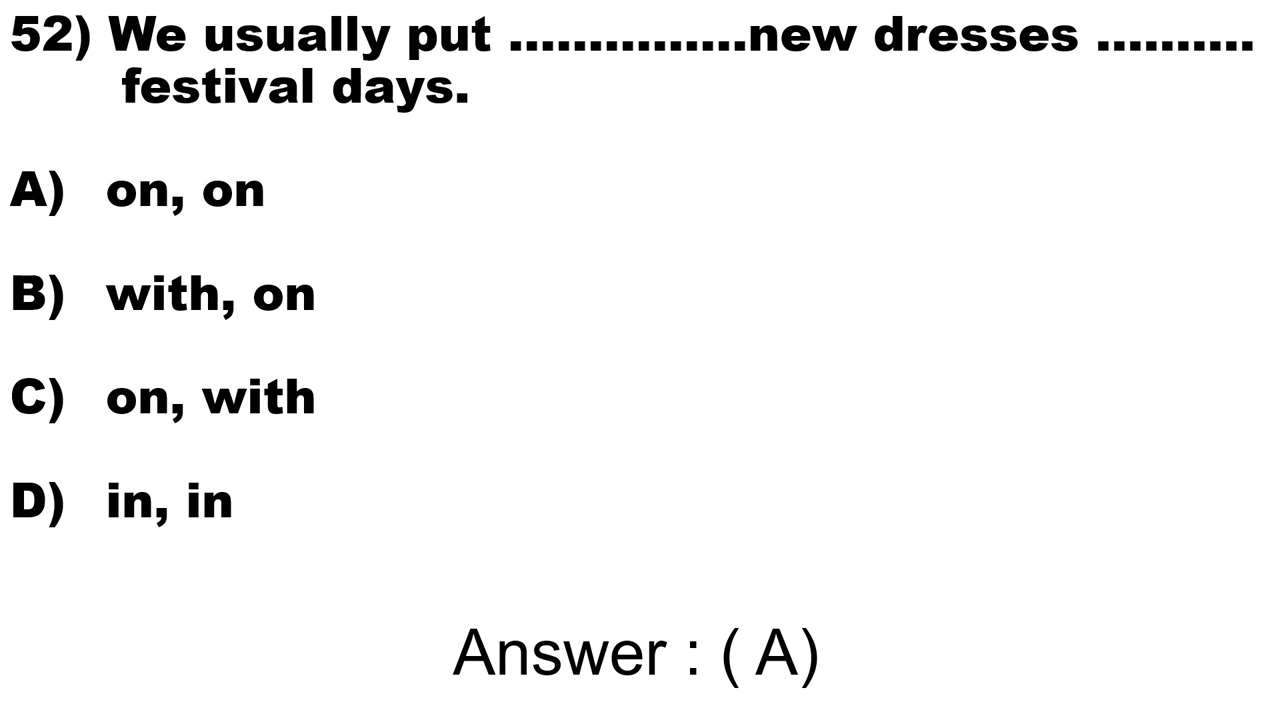 52) We usually put ...............new dresses ..........
festival days.
A) on, on
B) with, on
C) on, with
D) in, in
Answer : ( A)